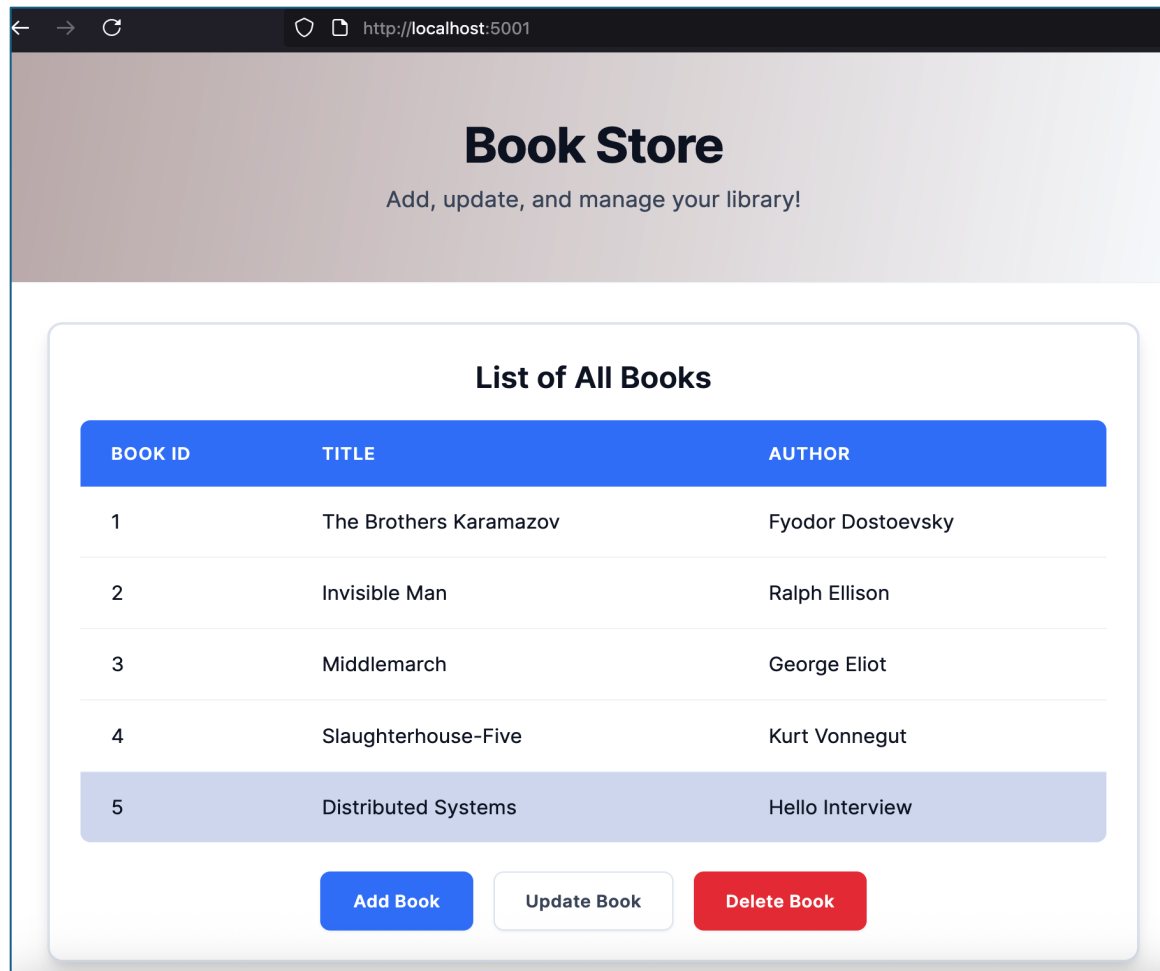 http://localhost:5001
Book Store
Add, update, and manage your library!
List of All Books
BOOK ID TITLE AUTHOR
1 The Brothers Karamazov Fyodor Dostoevsky
2 Invisible Man Ralph Ellison
3 Middlemarch George Eliot
4 Slaughterhouse-Five Kurt Vonnegut
5 Distributed Systems Hello Interview
Add Book Update Book Delete Book